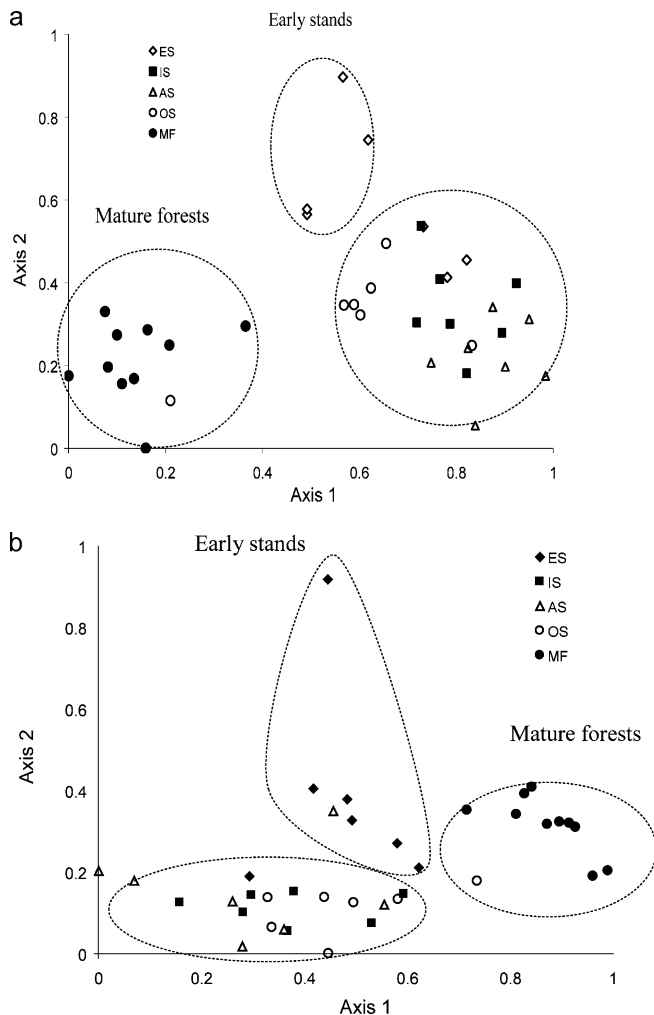 a
Early stands
1
ES
IS
AS
OS
MF
0.8
0.6
Mature forests
Axis 2
0.4
0.2
0
0 0.2 0.4 0.6 0.8 1
Axis 1
b
Early stands
1
ES
IS
AS
OS
MF
0.8
0.6
Mature forests
Axis 2
0.4
0.2
0
0 0.2 0.4 0.6 0.8 1
Axis 1